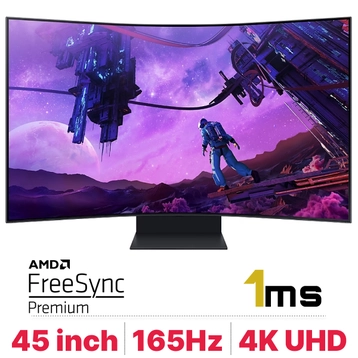 AMD
FreeSync
Premium
1ms
45 inch | 165Hz | 4K UHD